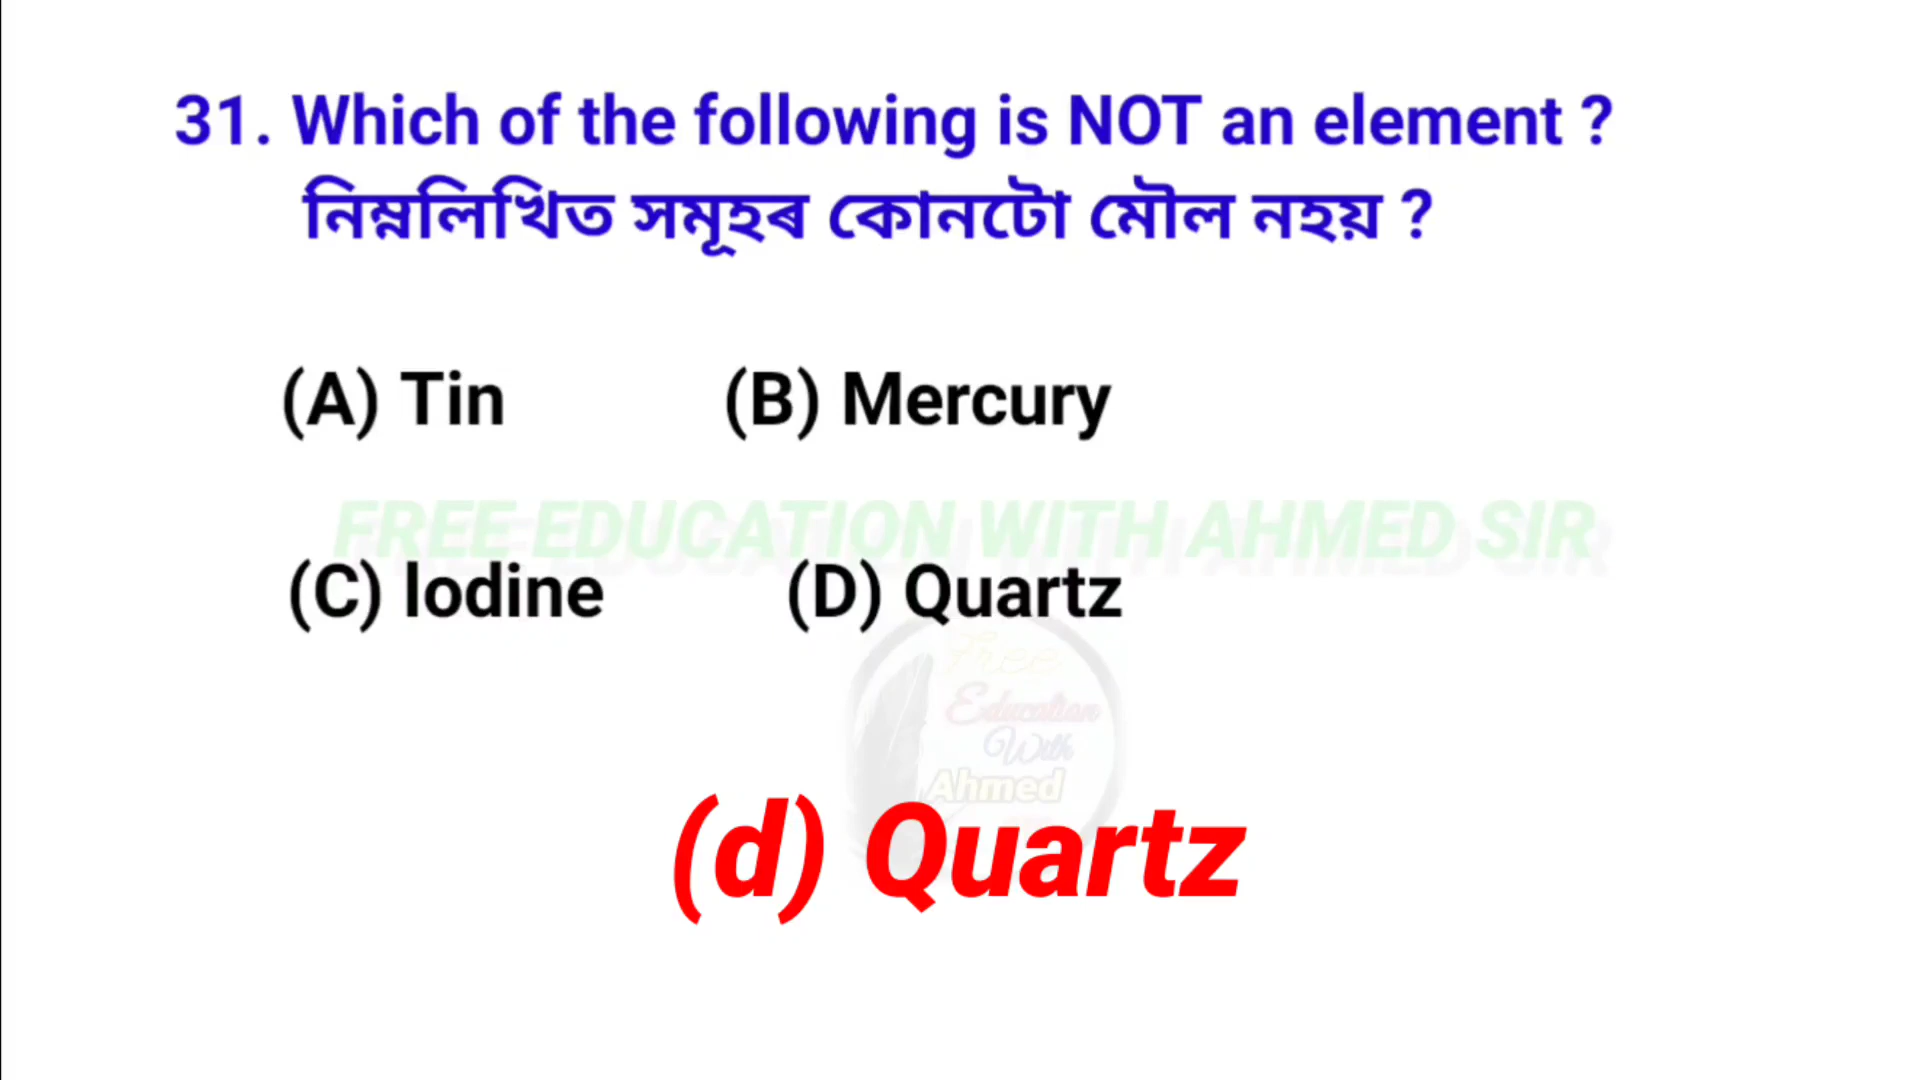 31. Which of the following is NOT an element ?
নিম্নলিখিত সমূহৰ কোনটো মৌল নহয় ?
(A) Tin (B) Mercury
FREE EDUCATION WITH AHMED SIR
(C) Iodine (D) Quartz
Free
Education
With
Ahmed
(d) Quartz